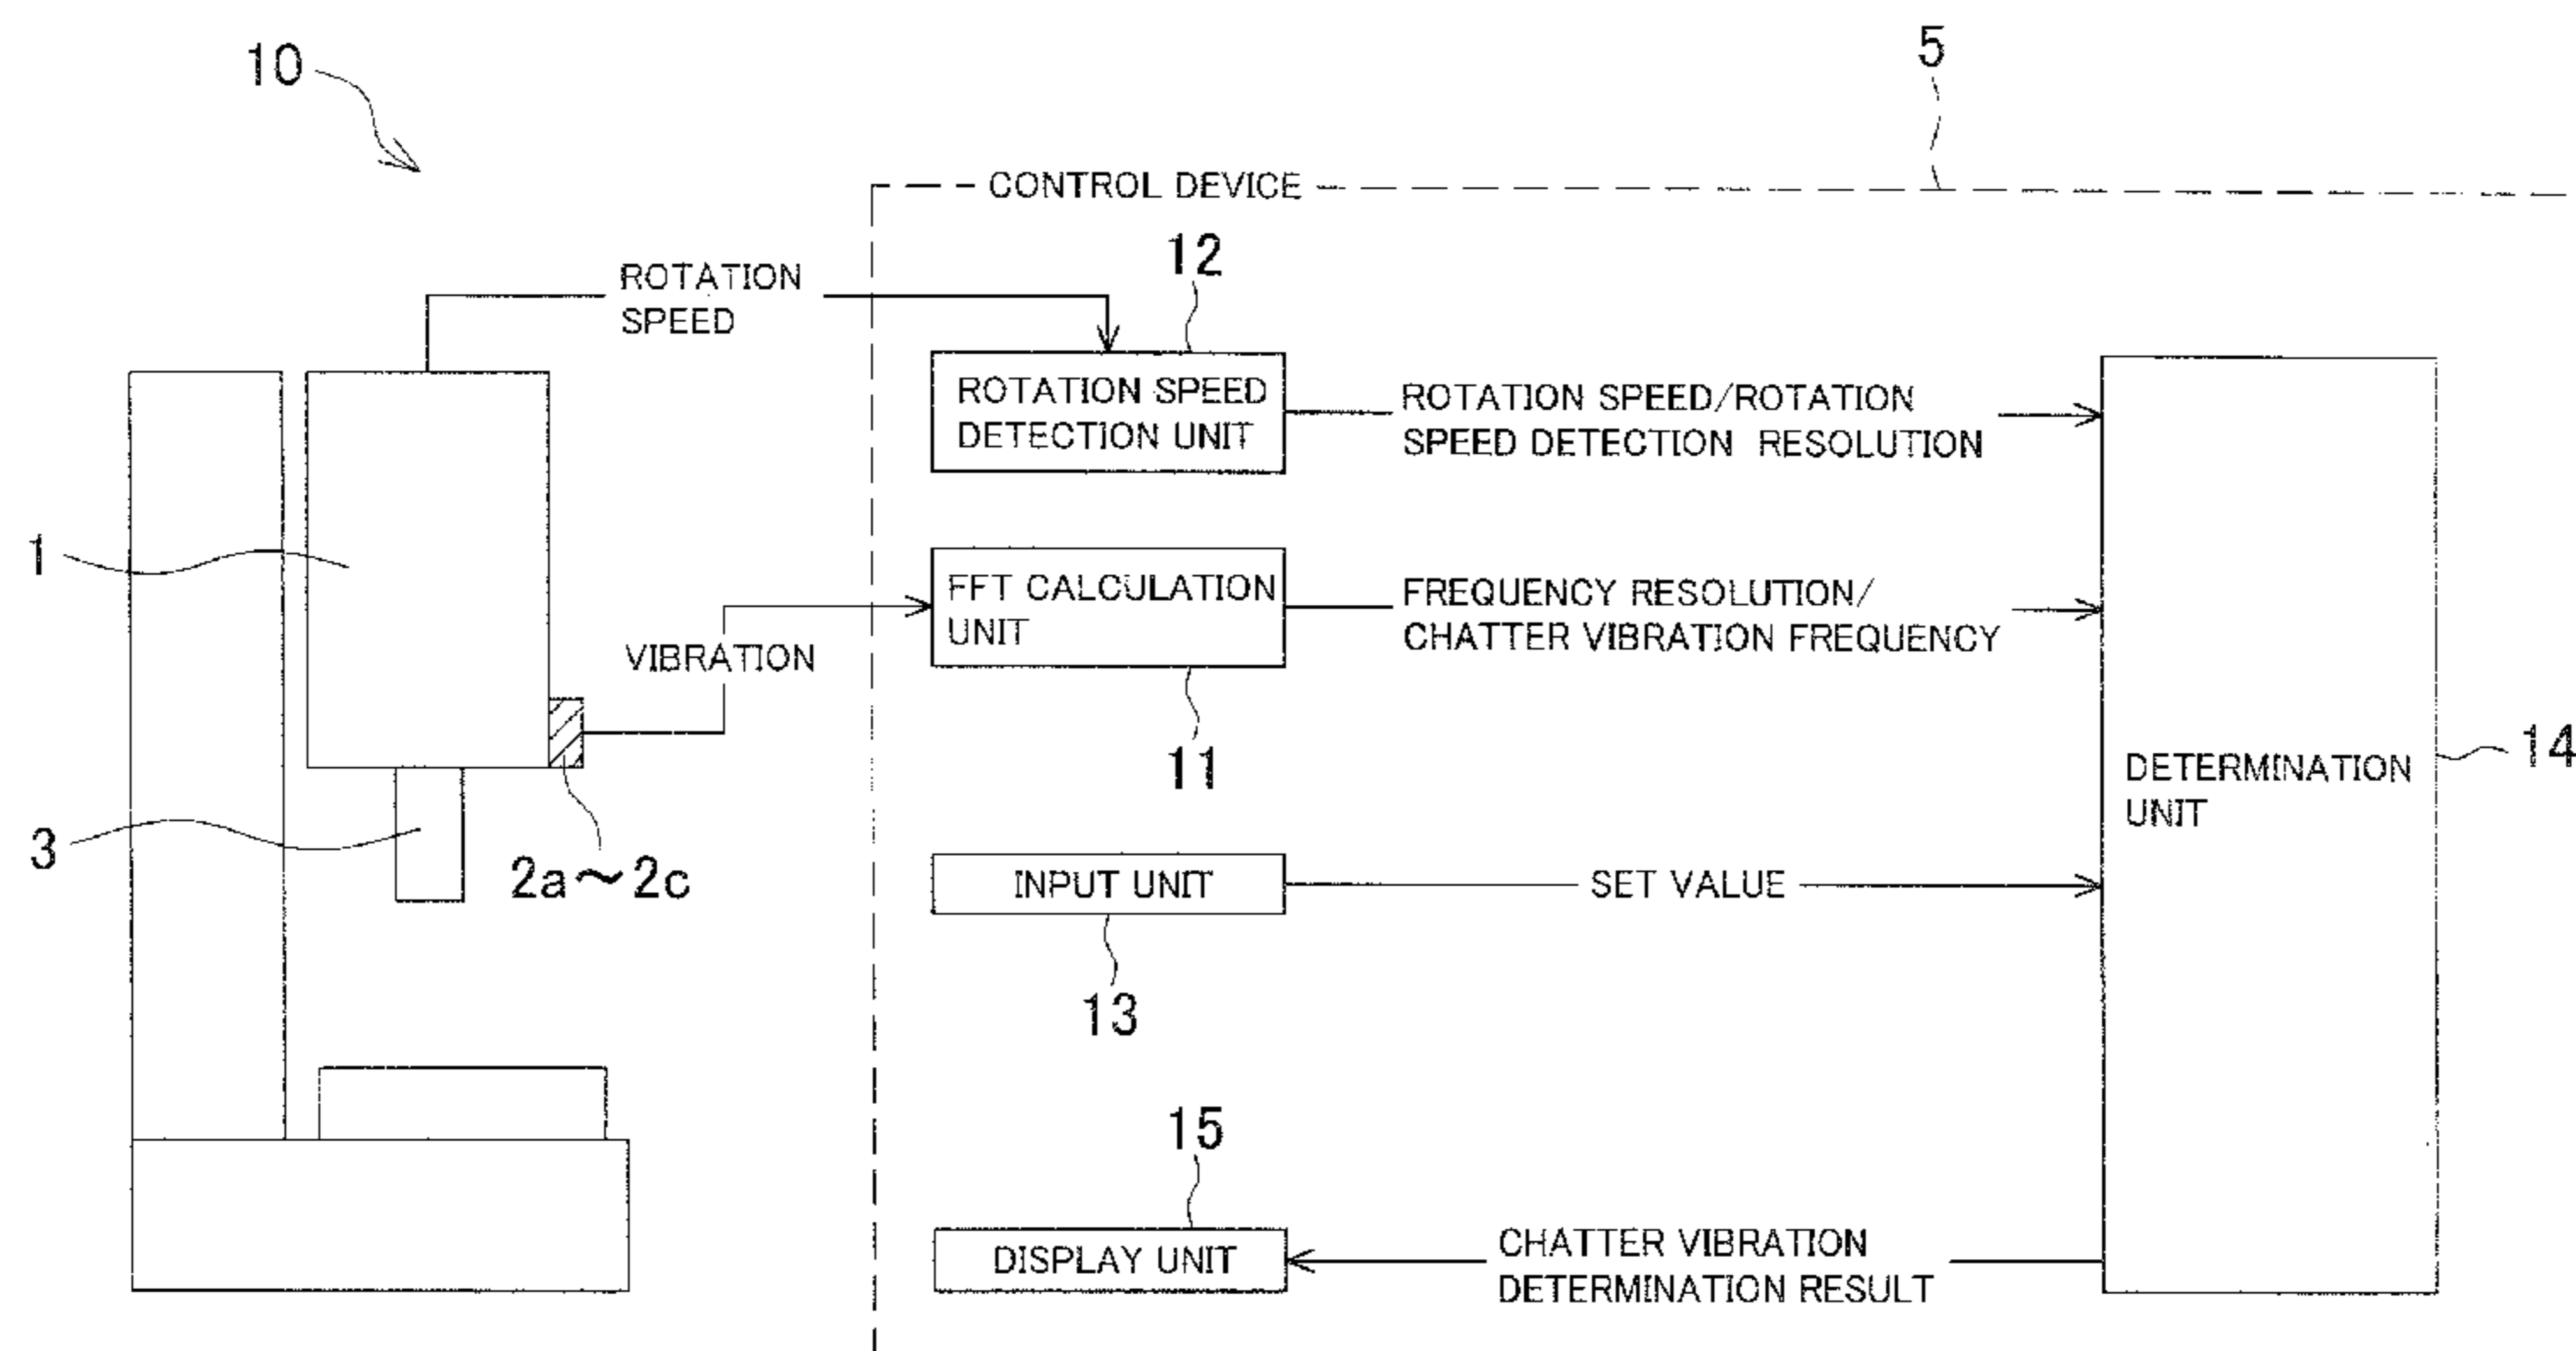 10
5
CONTROL DEVICE
12
ROTATION
SPEED
ROTATION SPEED
DETECTION UNIT
ROTATION SPEED/ROTATION
SPEED DETECTION RESOLUTION
1
FFT CALCULATION
UNIT
FREQUENCY RESOLUTION/
CHATTER VIBRATION FREQUENCY
VIBRATION
11
14
DETERMINATION
UNIT
3
2a～2c
INPUT UNIT
SET VALUE
13
15
DISPLAY UNIT
CHATTER VIBRATION
DETERMINATION RESULT